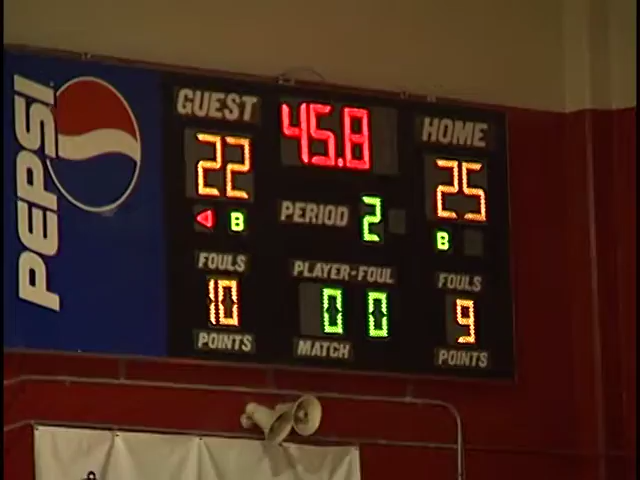 PEPSI
GUEST 45.8 HOME
22 25
B PERIOD 2 B
FOULS PLAYER-FOUL FOULS
10 0 0 9
POINTS MATCH POINTS